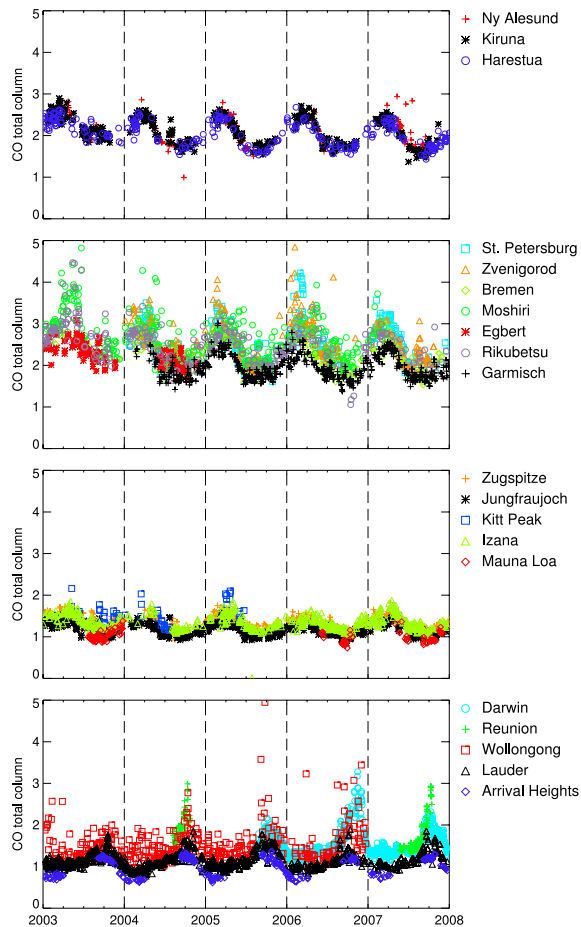 5
4
3
2
1
0
CO total column
Ny Alesund
Kiruna
Harestua
5
4
3
2
1
0
CO total column
St. Petersburg
Zvenigorod
Bremen
Moshiri
Egbert
Rikubetsu
Garmisch
5
4
3
2
1
0
CO total column
Zugspitze
Jungfraujoch
Kitt Peak
Izana
Mauna Loa
5
4
3
2
1
0
CO total column
Darwin
Reunion
Wollongong
Lauder
Arrival Heights
2003 2004 2005 2006 2007 2008